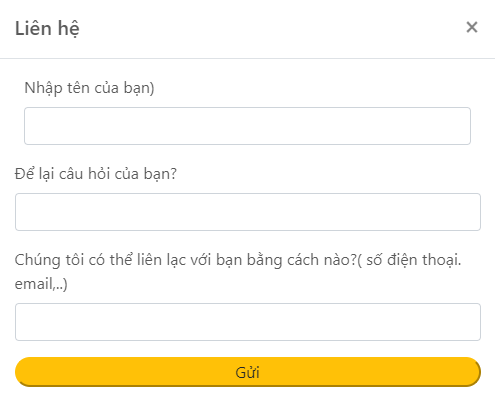 Liên hệ ×
Nhập tên của bạn)
Để lại câu hỏi của bạn?
Chúng tôi có thể liên lạc với bạn bằng cách nào?( số điện thoại.
email,..)
Gửi